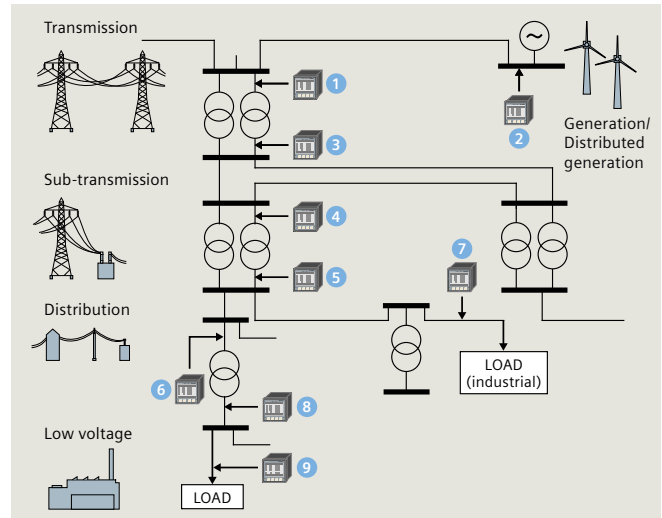 Transmission
1
2
3
Generation/
Distributed
generation
Sub-transmission
4
7
5
Distribution
6
LOAD
(industrial)
8
Low voltage
9
LOAD